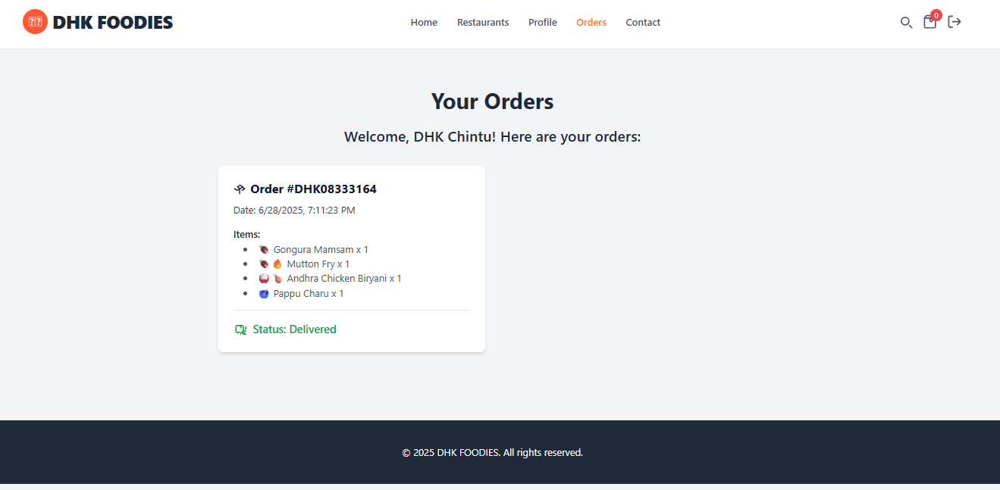 DHK FOODIES
Home Restaurants Profile Orders Contact
0
Your Orders
Welcome, DHK Chintu! Here are your orders:
Order #DHK08333164
Date: 6/28/2025, 7:11:23 PM
Items:
Gongura Mamsam x 1
Mutton Fry x 1
Andhra Chicken Biryani x 1
Pappu Charu x 1
Status: Delivered
© 2025 DHK FOODIES. All rights reserved.